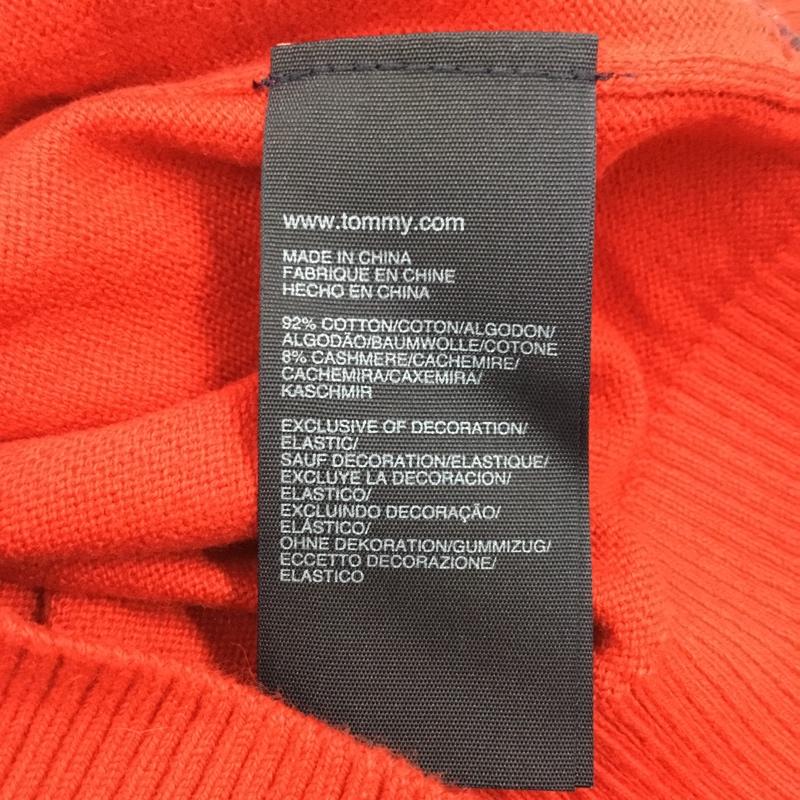 www.tommy.com
MADE IN CHINA
FABRIQUE EN CHINE
HECHO EN CHINA
92% COTTON/COTON/ALGODON/
ALGODÃO/BAUMWOLLE/COTONE
8% CASHMERE/CACHEMIRE/
CACHEMIRA/CAXEMIRA/
KASCHMIR
EXCLUSIVE OF DECORATION/
ELASTIC/
SAUF DECORATION/ELASTIQUE/
EXCLUYE LA DECORACION/
ELASTICO/
EXCLUINDO DECORAÇÃO/
ELÁSTICO/
OHNE DEKORATION/GUMMIZUG/
ECCETTO DECORAZIONE/
ELASTICO